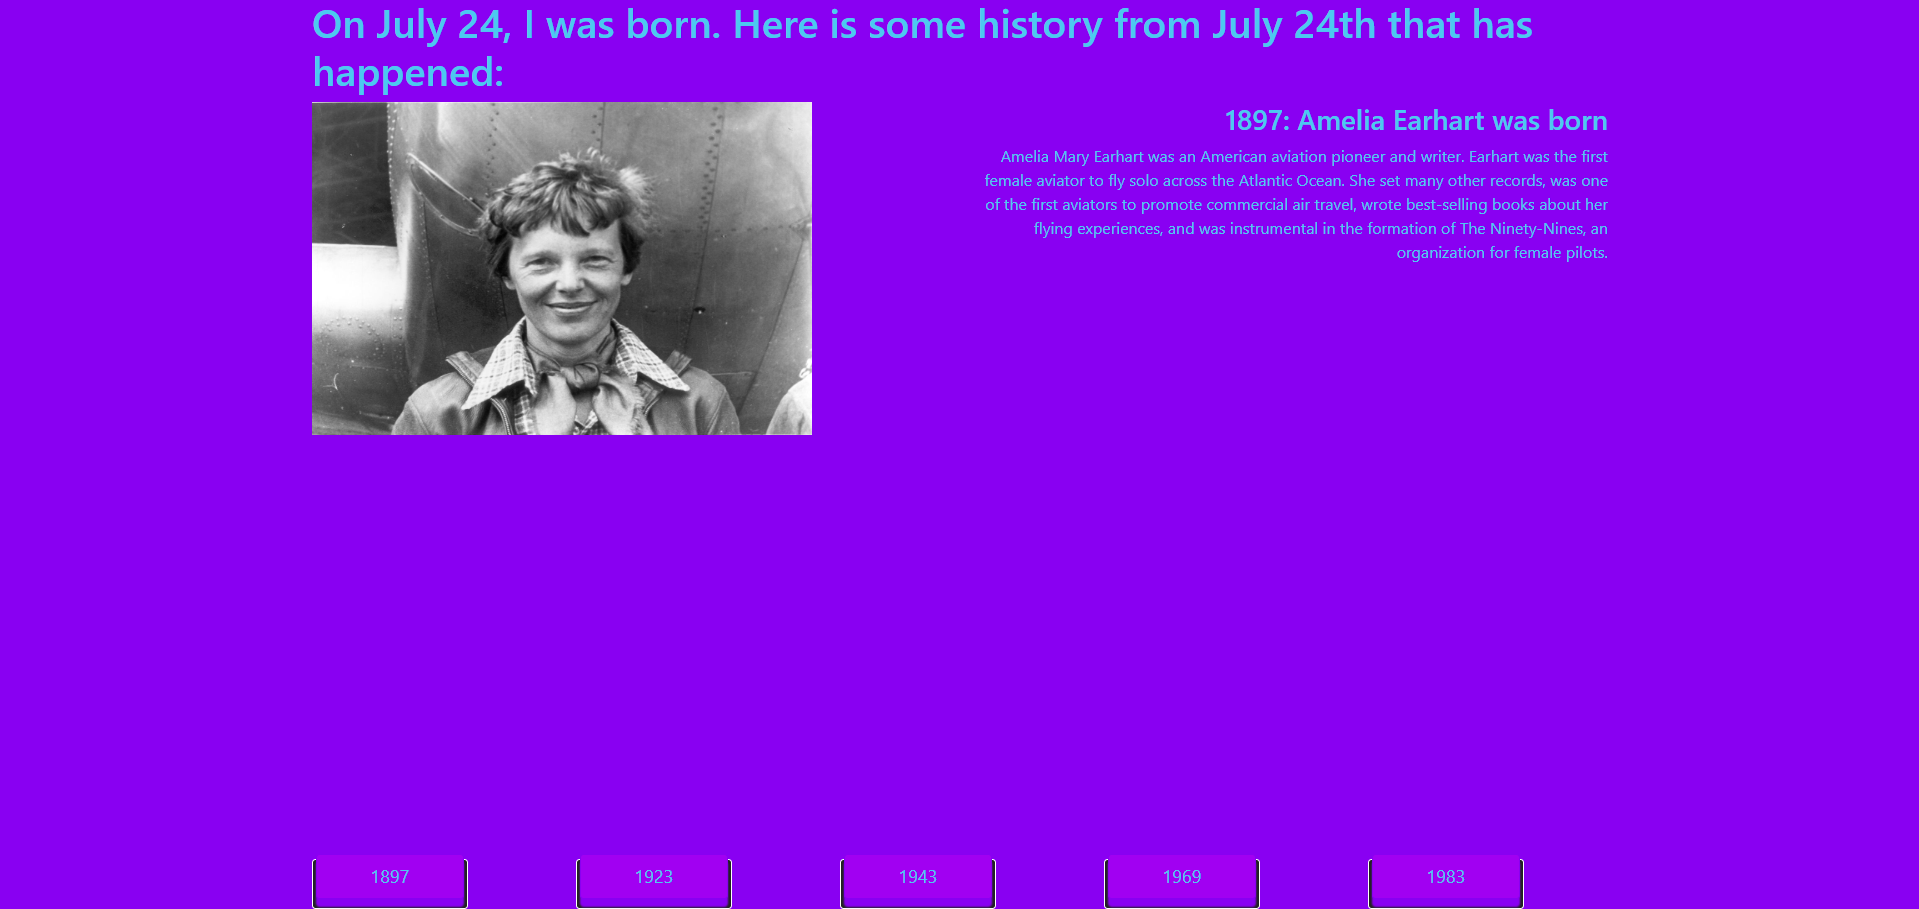 On July 24, I was born. Here is some history from July 24th that has
happened:
1897: Amelia Earhart was born
Amelia Mary Earhart was an American aviation pioneer and writer. Earhart was the first
female aviator to fly solo across the Atlantic Ocean. She set many other records, was one
of the first aviators to promote commercial air travel, wrote best-selling books about her
flying experiences, and was instrumental in the formation of The Ninety-Nines, an
organization for female pilots.
1897
1923
1943
1969
1983